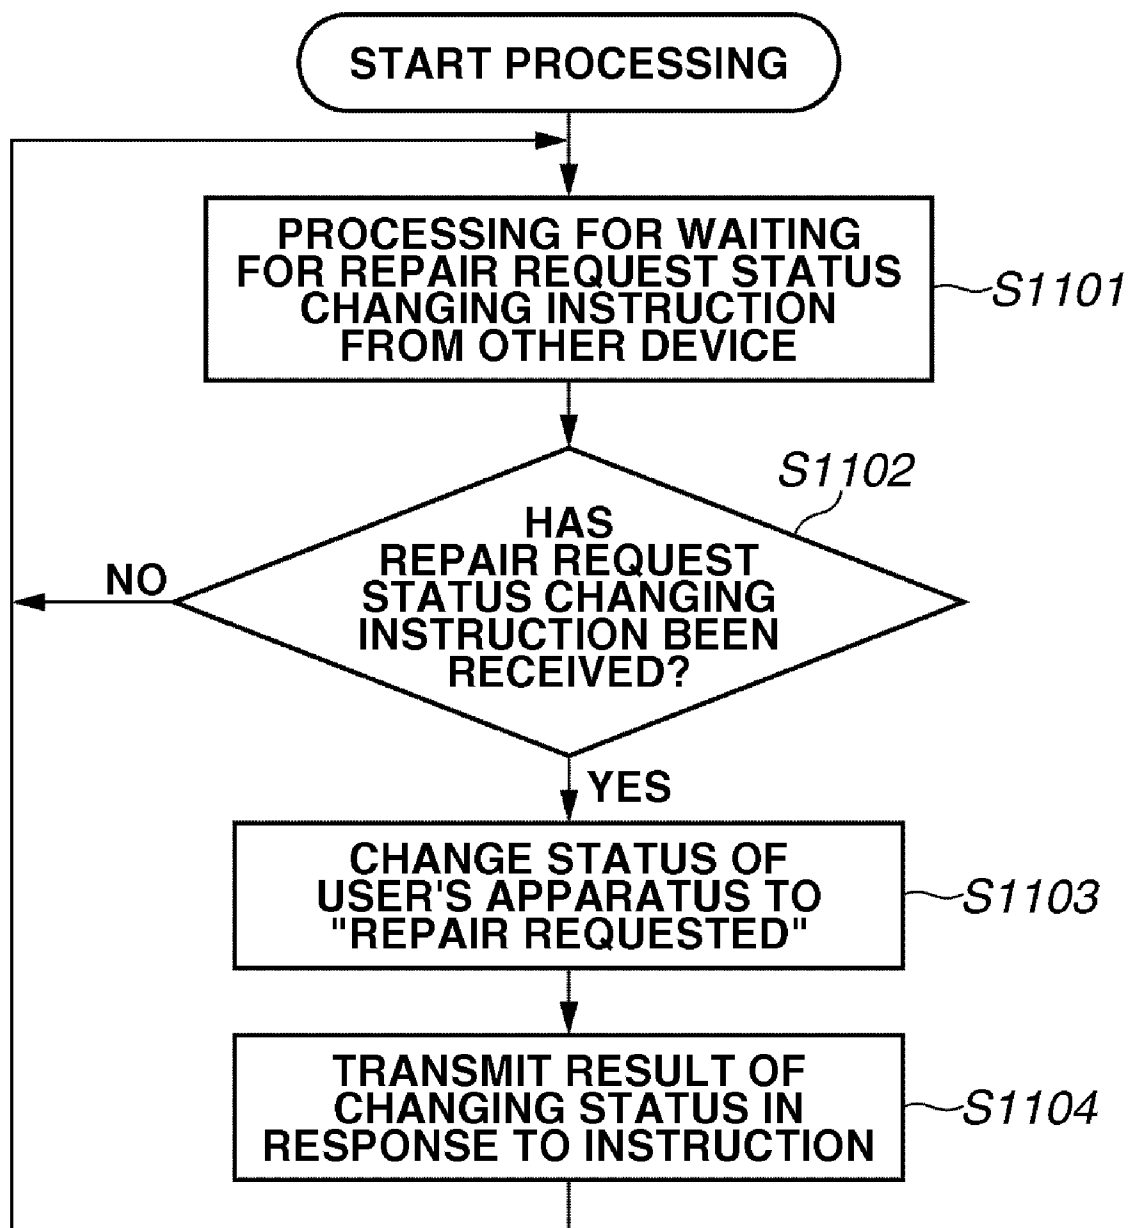 START PROCESSING
PROCESSING FOR WAITING
FOR REPAIR REQUEST STATUS
CHANGING INSTRUCTION
FROM OTHER DEVICE
S1101
S1102
HAS
REPAIR REQUEST
STATUS CHANGING
INSTRUCTION BEEN
RECEIVED?
NO
YES
CHANGE STATUS OF
USER'S APPARATUS TO
"REPAIR REQUESTED"
S1103
TRANSMIT RESULT OF
CHANGING STATUS IN
RESPONSE TO INSTRUCTION
S1104